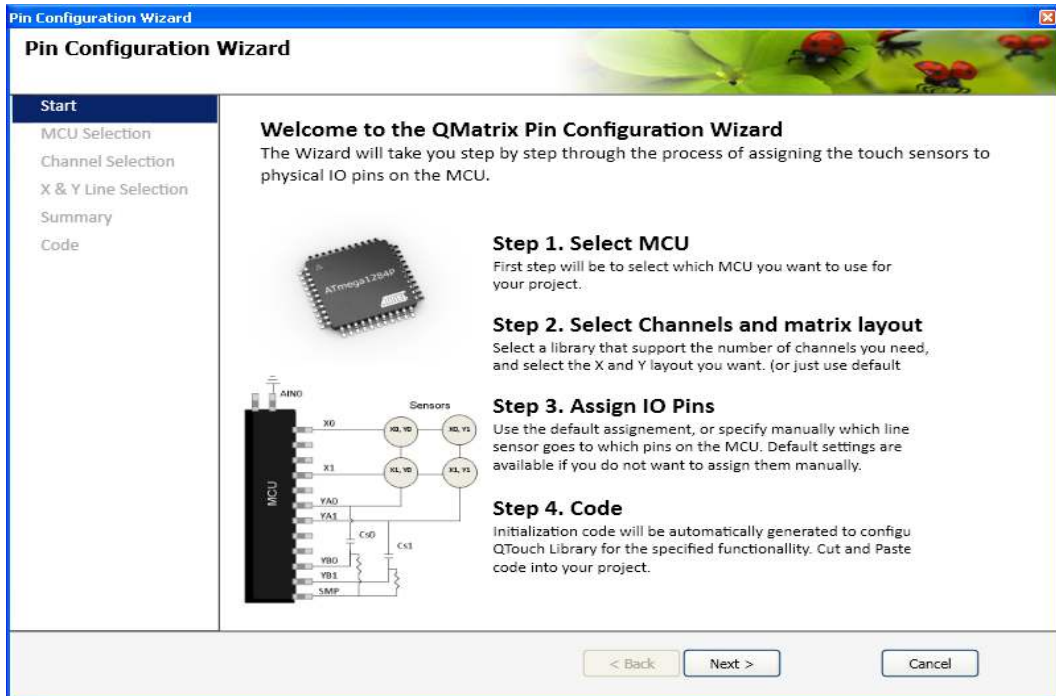 Pin Configuration Wizard
Pin Configuration Wizard
Start
MCU Selection
Channel Selection
X & Y Line Selection
Summary
Code
Welcome to the QMatrix Pin Configuration Wizard
The Wizard will take you step by step through the process of assigning the touch sensors to
physical IO pins on the MCU.
ATmega1284P
Step 1. Select MCU
First step will be to select which MCU you want to use for
your project.
Step 2. Select Channels and matrix layout
Select a library that support the number of channels you need,
and select the X and Y layout you want. (or just use default
Step 3. Assign IO Pins
Use the default assignement, or specify manually which line
sensor goes to which pins on the MCU. Default settings are
available if you do not want to assign them manually.
Step 4. Code
Initialization code will be automatically generated to configu
QTouch Library for the specified functionallity. Cut and Paste
code into your project.
AIN0
Sensors
X0
X0, Y0
X0, Y1
X1
X1, Y0
X1, Y1
MCU
YA0
YA1
Cs0
Cs1
YB0
YB1
SMP
< Back
Next >
Cancel